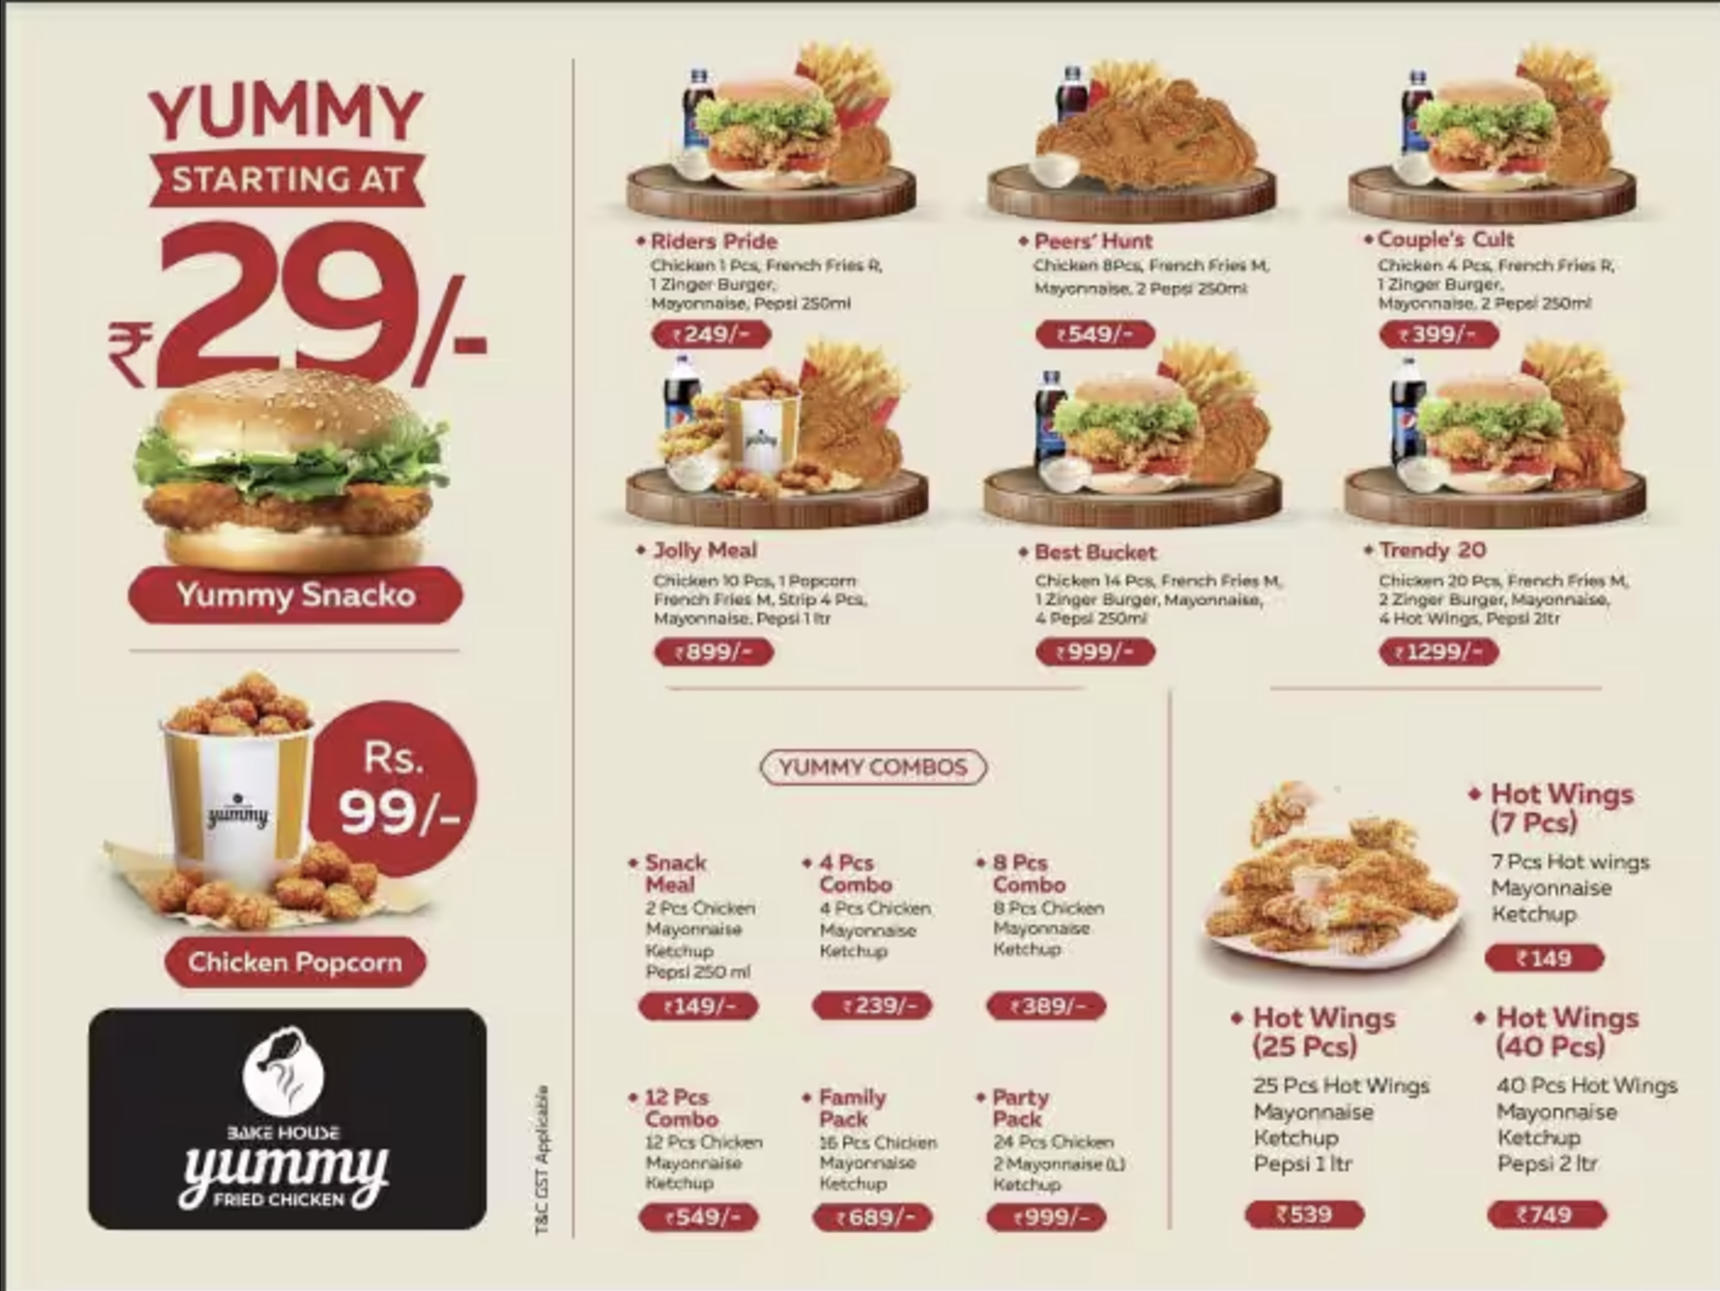 YUMMY
STARTING AT
₹29/-
Yummy Snacko
Rs.
99/-
yummy
Chicken Popcorn
BAKE HOUSE
yummy
FRIED CHICKEN
T&C GST Applicable
Riders Pride
Chicken 1 Pcs, French Fries R,
1 Zinger Burger,
Mayonnaise, Pepsi 250ml
₹249/-
Peers' Hunt
Chicken 8Pcs, French Fries M,
Mayonnaise, 2 Pepsi 250ml
₹549/-
Couple's Cult
Chicken 4 Pcs, French Fries R,
1 Zinger Burger,
Mayonnaise, 2 Pepsi 250ml
₹399/-
yummy
Jolly Meal
Chicken 10 Pcs, 1 Popcorn
French Fries M, Strip 4 Pcs,
Mayonnaise, Pepsi 1 ltr
₹899/-
Best Bucket
Chicken 14 Pcs, French Fries M,
1 Zinger Burger, Mayonnaise,
4 Pepsi 250ml
₹999/-
Trendy 20
Chicken 20 Pcs, French Fries M,
2 Zinger Burger, Mayonnaise,
4 Hot Wings, Pepsi 2ltr
₹1299/-
YUMMY COMBOS
Snack
Meal
2 Pcs Chicken
Mayonnaise
Ketchup
Pepsi 250 ml
₹149/-
4 Pcs
Combo
4 Pcs Chicken
Mayonnaise
Ketchup
₹239/-
8 Pcs
Combo
8 Pcs Chicken
Mayonnaise
Ketchup
₹389/-
12 Pcs
Combo
12 Pcs Chicken
Mayonnaise
Ketchup
₹549/-
Family
Pack
16 Pcs Chicken
Mayonnaise
Ketchup
₹689/-
Party
Pack
24 Pcs Chicken
2 Mayonnaise (L)
Ketchup
₹999/-
Hot Wings
(7 Pcs)
7 Pcs Hot wings
Mayonnaise
Ketchup
₹149
Hot Wings
(25 Pcs)
25 Pcs Hot Wings
Mayonnaise
Ketchup
Pepsi 1 ltr
₹539
Hot Wings
(40 Pcs)
40 Pcs Hot Wings
Mayonnaise
Ketchup
Pepsi 2 ltr
₹749